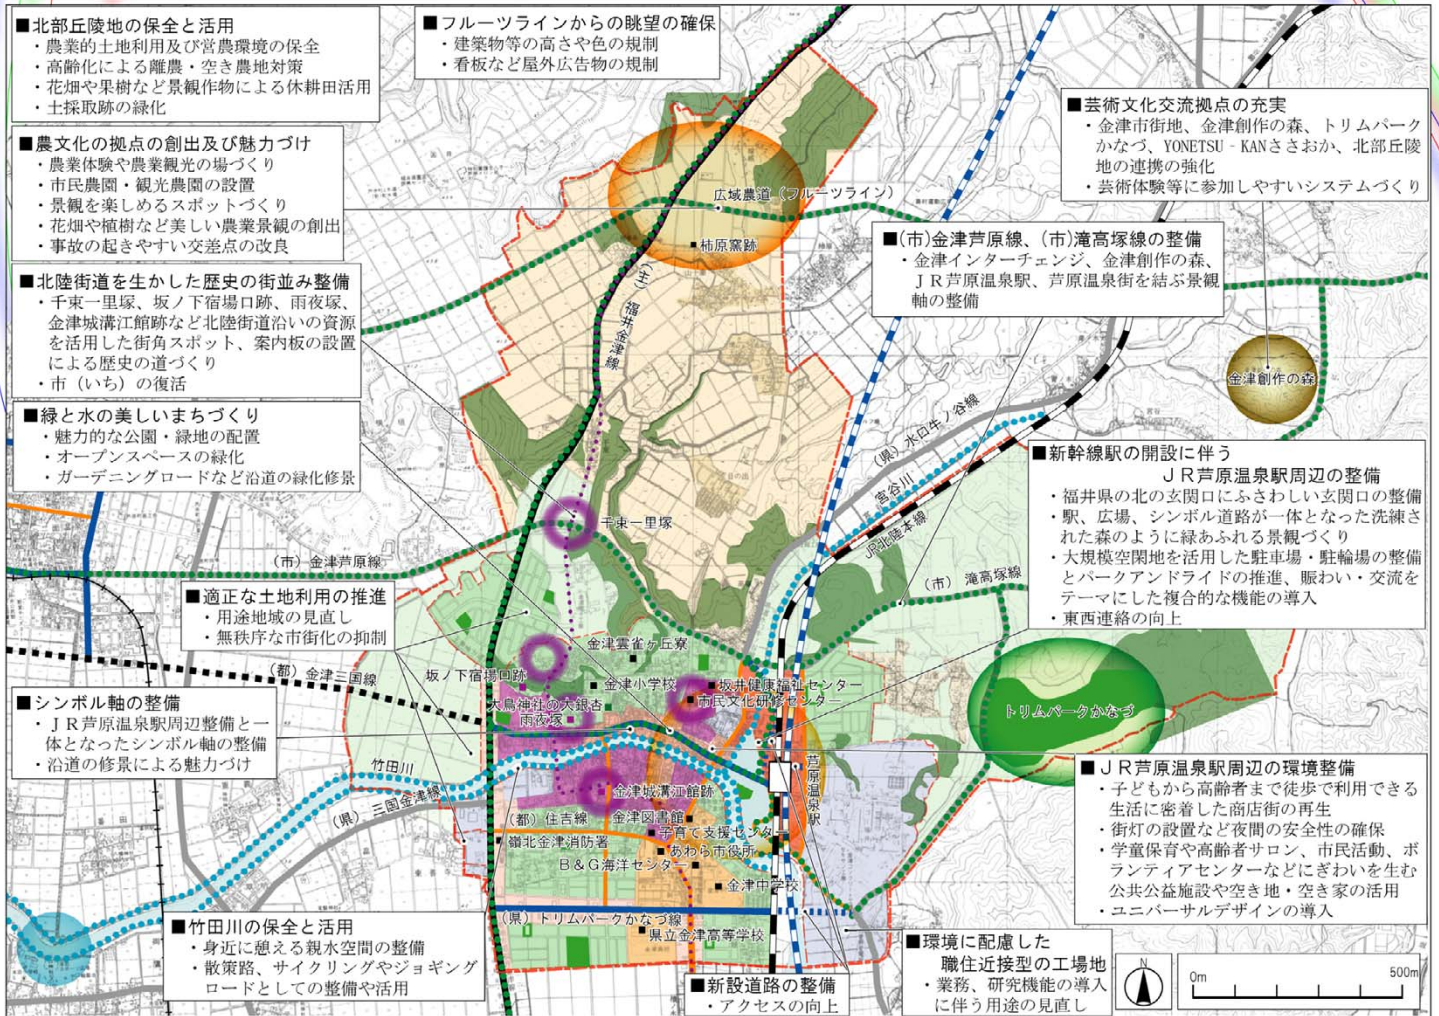 ■北部丘陵地の保全と活用
・農業的土地利用及び営農環境の保全
・高齢化による離農・空き農地対策
・花畑や果樹など景観作物による休耕田活用
・土採取跡の緑化
■フルーツラインからの眺望の確保
・建築物等の高さや色の規制
・看板など屋外広告物の規制
■芸術文化交流拠点の充実
・金津市街地、金津創作の森、トリムパーク
かなづ、YONETSU‐KANささおか、北部丘陵
地の連携の強化
・芸術体験等に参加しやすいシステムづくり
■農文化の拠点の創出及び魅力づけ
・農業体験や農業観光の場づくり
・市民農園・観光農園の設置
・景観を楽しめるスポットづくり
・花畑や植樹など美しい農業景観の創出
・事故の起きやすい交差点の改良
広域農道（フルーツライン）
柿原窯跡
■(市)金津芦原線、(市)滝高塚線の整備
・金津インターチェンジ、金津創作の森、
ＪＲ芦原温泉駅、芦原温泉街を結ぶ景観
軸の整備
■北陸街道を生かした歴史の街並み整備
・千束一里塚、坂ノ下宿場口跡、雨夜塚、
金津城溝江館跡など北陸街道沿いの資源
を活用した街角スポット、案内板の設置
による歴史の道づくり
・市（いち）の復活
（主）福井金津線
金津創作の森
■緑と水の美しいまちづくり
・魅力的な公園・緑地の配置
・オープンスペースの緑化
・ガーデニングロードなど沿道の緑化修景
（県）水口牛ノ谷線
宮谷川
JR北陸本線
■新幹線駅の開設に伴う
ＪＲ芦原温泉駅周辺の整備
・福井県の北の玄関口にふさわしい玄関口の整備
・駅、広場、シンボル道路が一体となった洗練さ
れた森のように緑あふれる景観づくり
・大規模空閑地を活用した駐車場・駐輪場の整備
とパークアンドライドの推進、賑わい・交流を
テーマにした複合的な機能の導入
・東西連絡の向上
千束一里塚
（市）金津芦原線
（市）滝高塚線
■適正な土地利用の推進
・用途地域の見直し
・無秩序な市街化の抑制
金津雲雀ヶ丘寮
（都）金津三国線
坂ノ下宿場口跡
金津小学校
坂井健康福祉センター
市民文化研修センター
大鳥神社の大銀杏
雨夜塚
トリムパークかなづ
■シンボル軸の整備
・ＪＲ芦原温泉駅周辺整備と一
体となったシンボル軸の整備
・沿道の修景による魅力づけ
竹田川
（県）三国金津線
芦原温泉駅
金津城溝江館跡
（都）住吉線
金津図書館
子育て支援センター
嶺北金津消防署
あわら市役所
Ｂ＆Ｇ海洋センター
金津中学校
（県）トリムパークかなづ線
県立金津高等学校
■ＪＲ芦原温泉駅周辺の環境整備
・子どもから高齢者まで徒歩で利用できる
生活に密着した商店街の再生
・街灯の設置など夜間の安全性の確保
・学童保育や高齢者サロン、市民活動、ボ
ランティアセンターなどにぎわいを生む
公共公益施設や空き地・空き家の活用
・ユニバーサルデザインの導入
■竹田川の保全と活用
・身近に憩える親水空間の整備
・散策路、サイクリングやジョギング
ロードとしての整備や活用
■新設道路の整備
・アクセスの向上
■環境に配慮した
職住近接型の工場地
・業務、研究機能の導入
に伴う用途の見直し
N
0m
500m